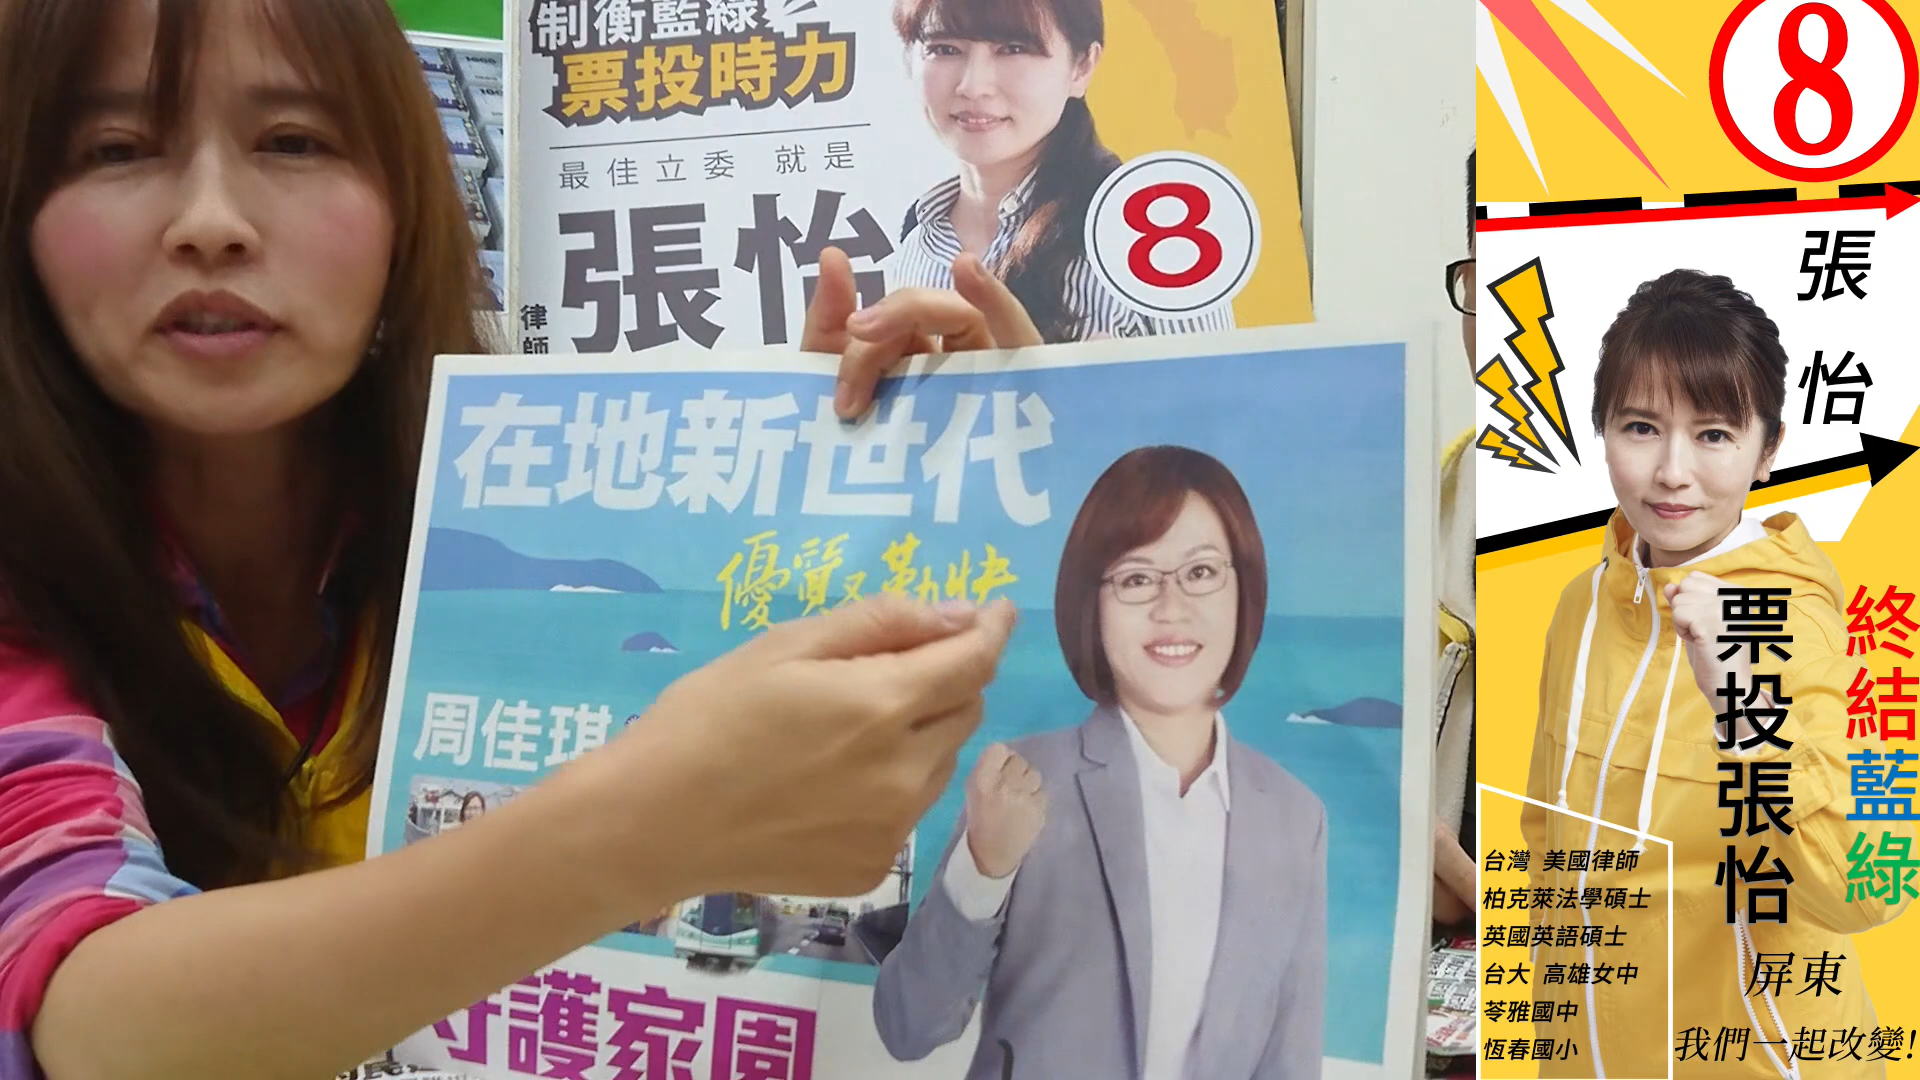 制衡藍綠
票投時力
最佳立委 就是
張怡
律師
8
在地新世代
優質又勤快
周佳琪
守護家園
8
張怡
終結藍綠
票投張怡
台灣 美國律師
柏克萊法學碩士
英國英語碩士
台大 高雄女中
苓雅國中
恆春國小
屏東
我們一起改變!